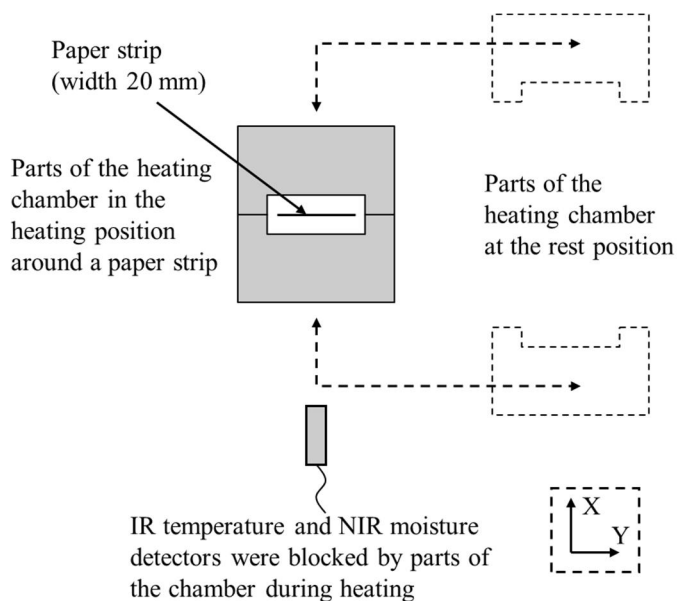 Paper strip
(width 20 mm)
Parts of the heating
chamber in the
heating position
around a paper strip
Parts of the
heating chamber
at the rest position
IR temperature and NIR moisture
detectors were blocked by parts of
the chamber during heating
X
Y